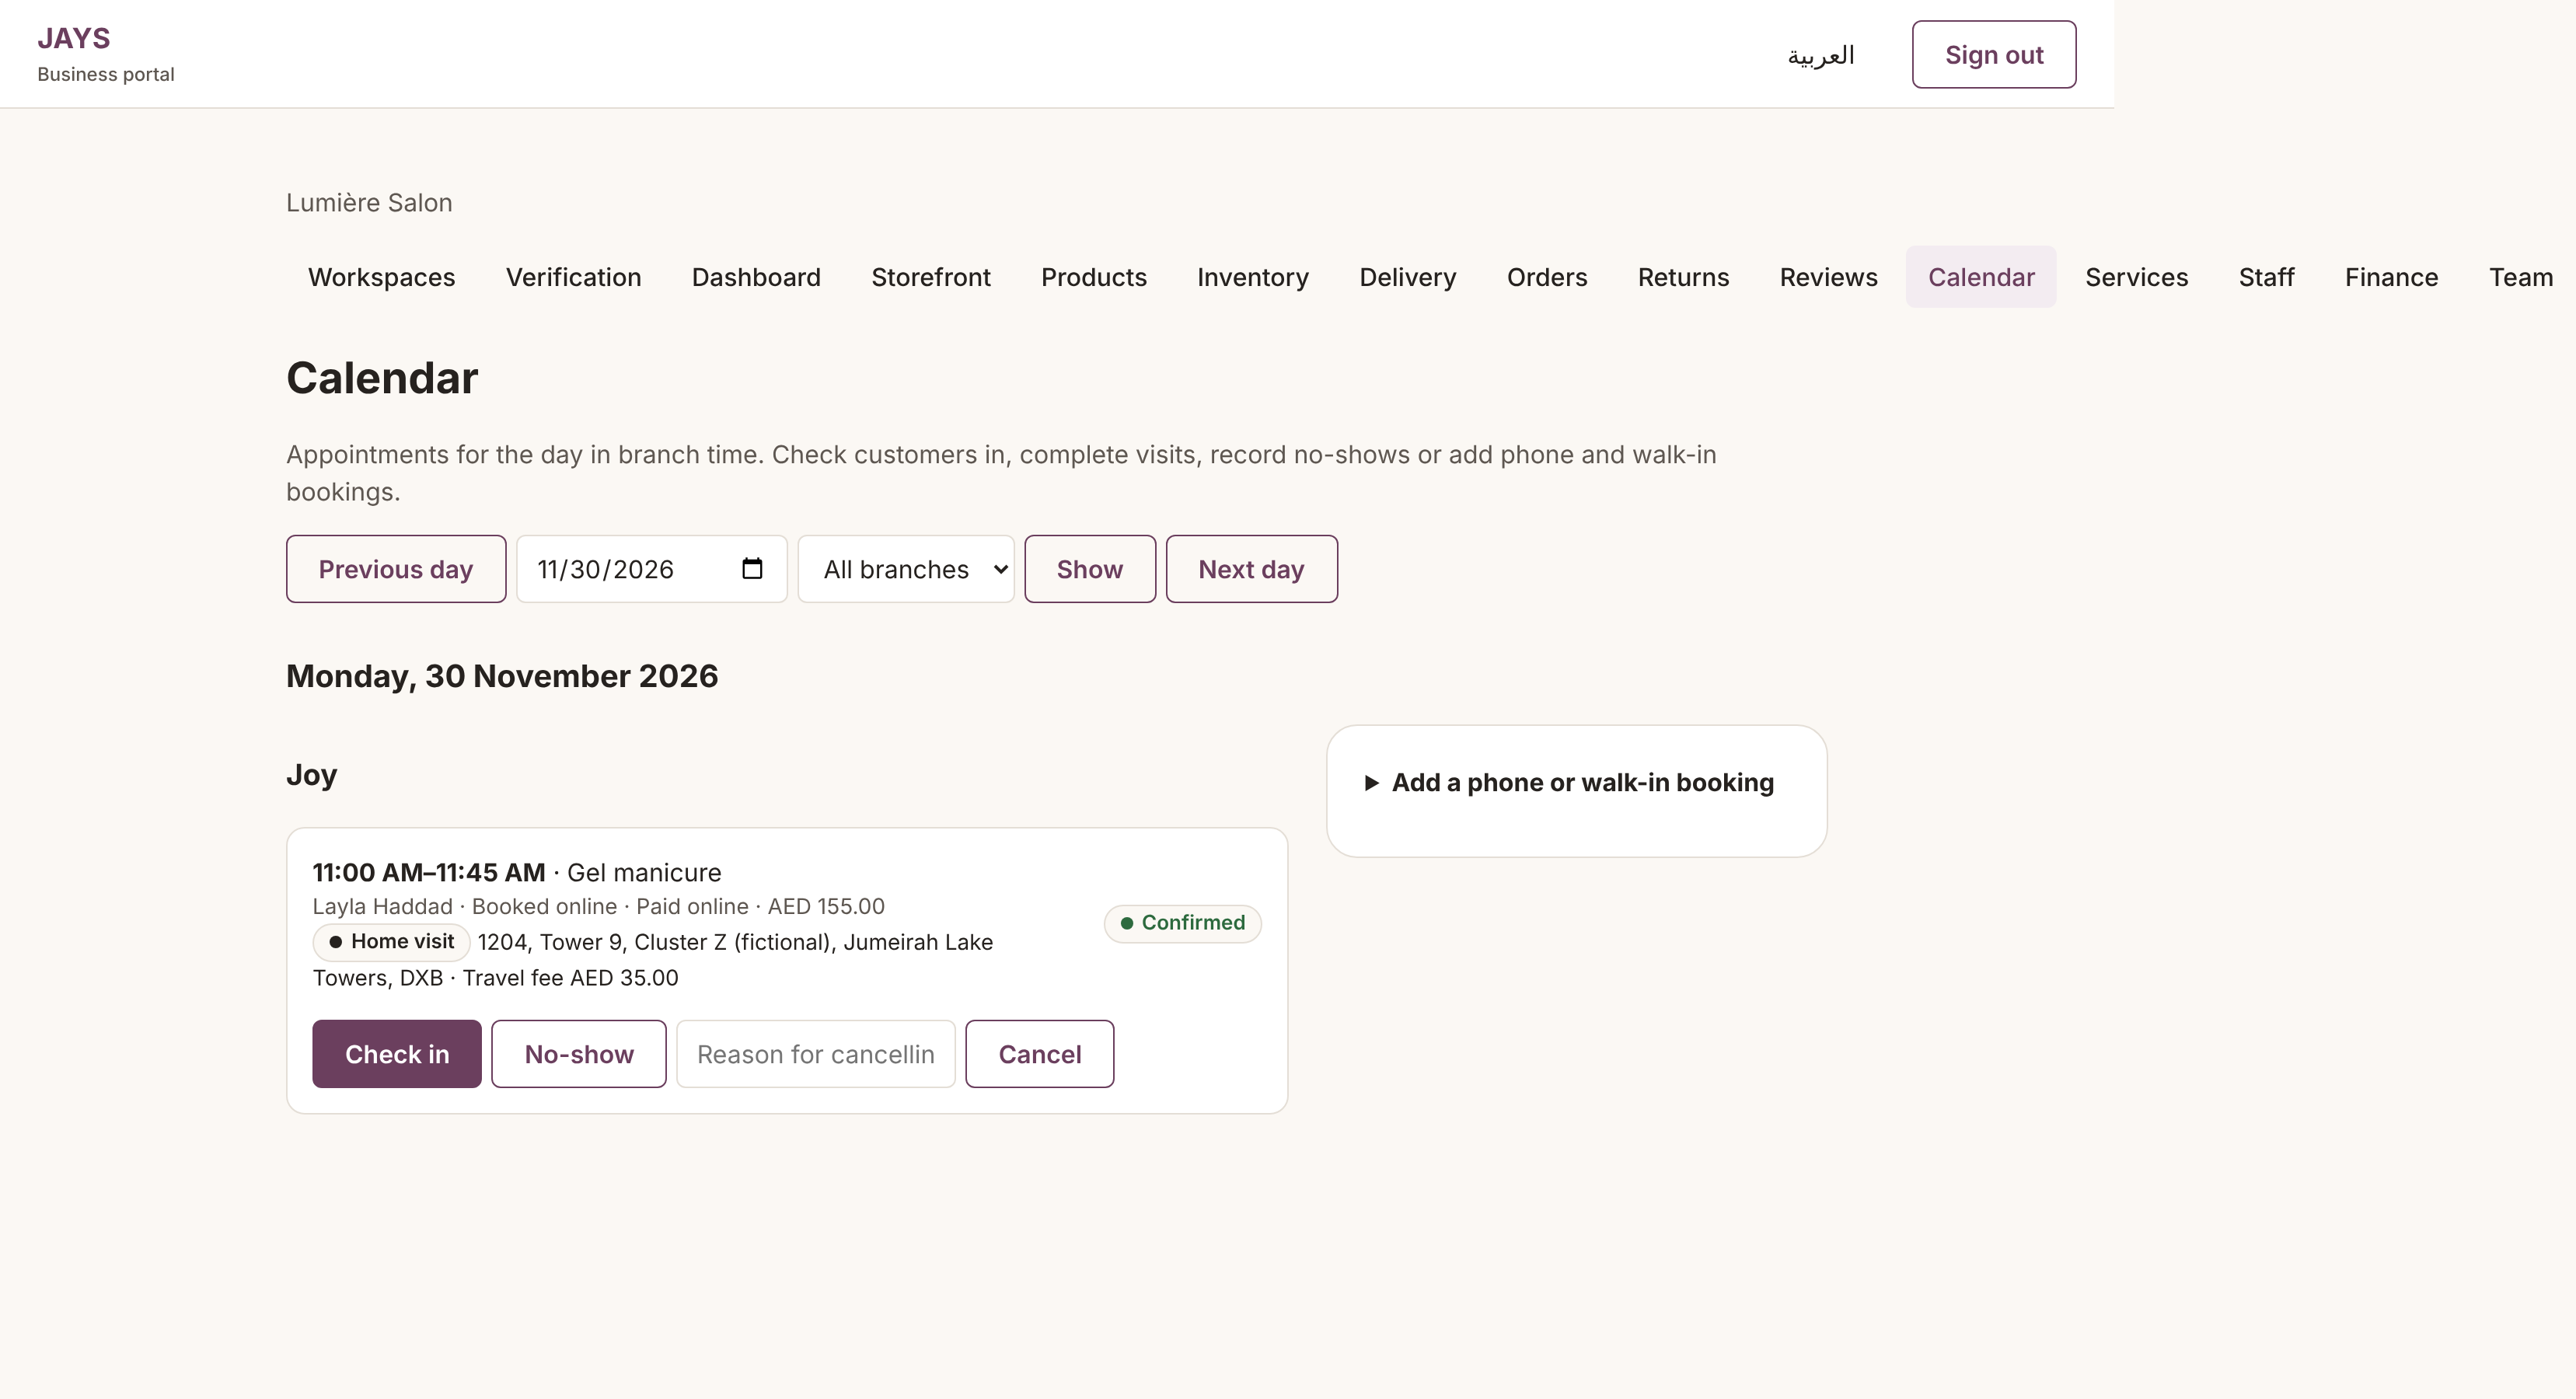 JAYS
Business portal
العربية
Sign out
Lumière Salon
Workspaces Verification Dashboard Storefront Products Inventory Delivery Orders Returns Reviews Calendar Services Staff Finance Team
Calendar
Appointments for the day in branch time. Check customers in, complete visits, record no-shows or add phone and walk-in
bookings.
Previous day 11/30/2026 All branches Show Next day
Monday, 30 November 2026
Joy
11:00 AM–11:45 AM · Gel manicure
Layla Haddad · Booked online · Paid online · AED 155.00
Home visit 1204, Tower 9, Cluster Z (fictional), Jumeirah Lake
Towers, DXB · Travel fee AED 35.00
Confirmed
Check in No-show Reason for cancellin Cancel
Add a phone or walk-in booking